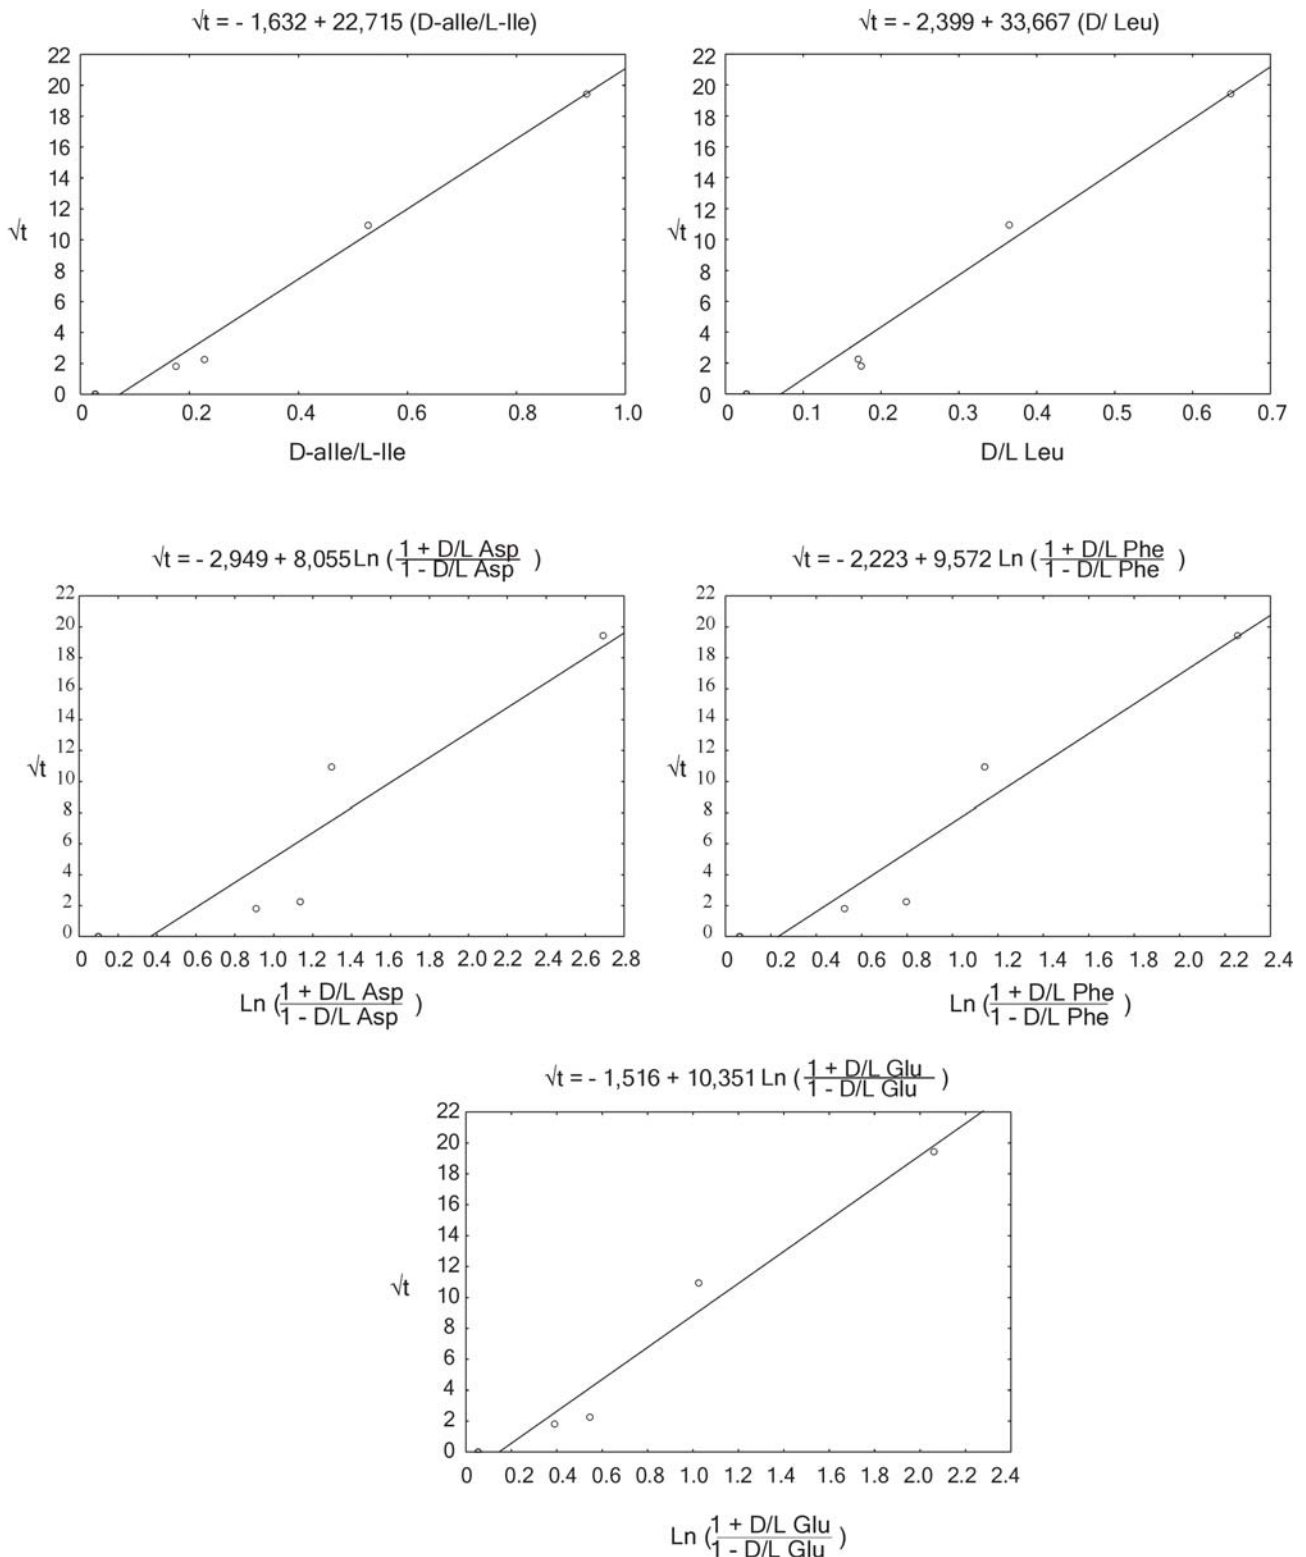 √t = - 1,632 + 22,715 (D-alle/L-Ile)
22
20
18
16
14
12
10
8
6
4
2
0
√t
0 0.2 0.4 0.6 0.8 1.0
D-alle/L-Ile
√t = - 2,399 + 33,667 (D/ Leu)
22
20
18
16
14
12
10
8
6
4
2
0
√t
0 0.1 0.2 0.3 0.4 0.5 0.6 0.7
D/L Leu
√t = - 2,949 + 8,055 Ln (1 + D/L Asp
1 - D/L Asp )
22
20
18
16
14
12
10
8
6
4
2
0
√t
0 0.2 0.4 0.6 0.8 1.0 1.2 1.4 1.6 1.8 2.0 2.2 2.4 2.6 2.8
Ln (1 + D/L Asp
1 - D/L Asp )
√t = - 2,223 + 9,572 Ln (1 + D/L Phe
1 - D/L Phe )
22
20
18
16
14
12
10
8
6
4
2
0
√t
0 0.2 0.4 0.6 0.8 1.0 1.2 1.4 1.6 1.8 2.0 2.2 2.4
Ln (1 + D/L Phe
1 - D/L Phe )
√t = - 1,516 + 10,351 Ln (1 + D/L Glu
1 - D/L Glu )
22
20
18
16
14
12
10
8
6
4
2
0
√t
0 0.2 0.4 0.6 0.8 1.0 1.2 1.4 1.6 1.8 2.0 2.2 2.4
Ln (1 + D/L Glu
1 - D/L Glu )